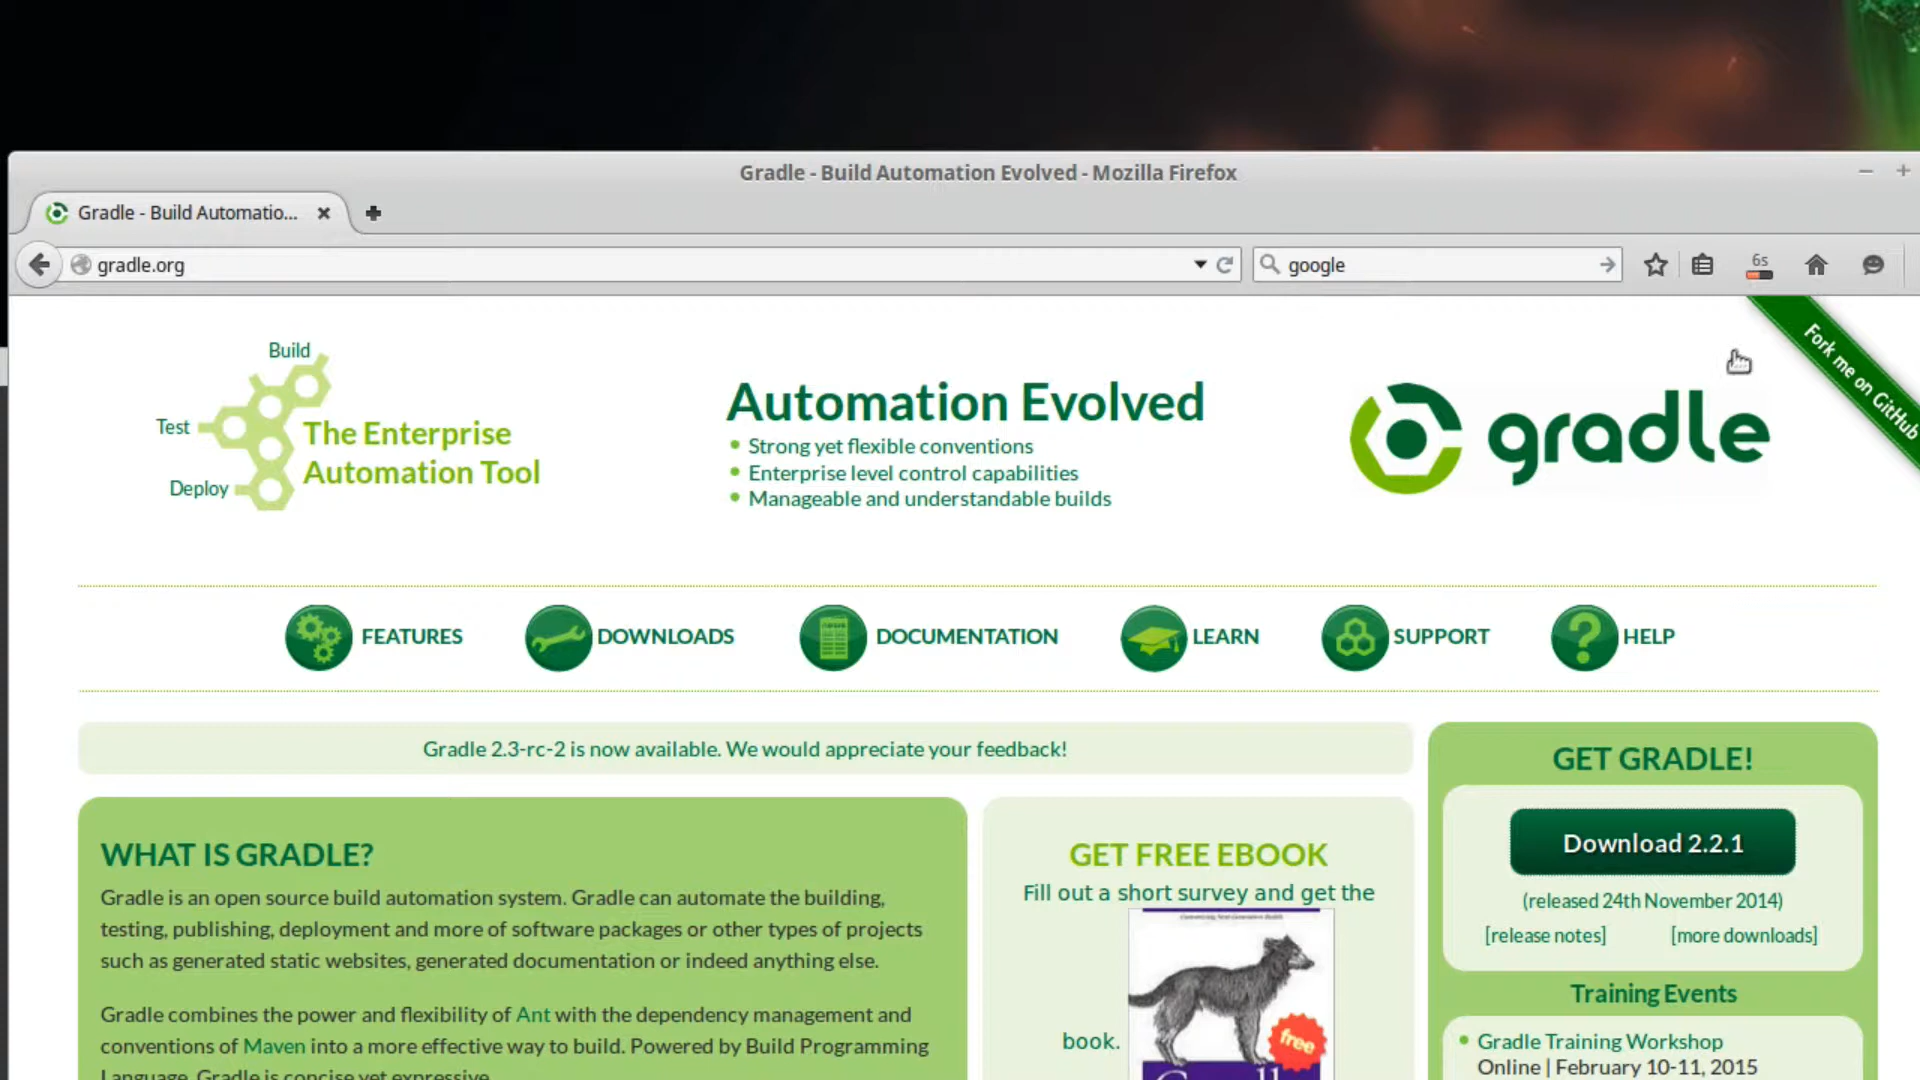 Gradle - Build Automation Evolved - Mozilla Firefox
Gradle - Build Automatio...
gradle.org
google
6s
Fork me on GitHub
Build
Test
Deploy
The Enterprise
Automation Tool
Automation Evolved
Strong yet flexible conventions
Enterprise level control capabilities
Manageable and understandable builds
gradle
FEATURES
DOWNLOADS
DOCUMENTATION
LEARN
SUPPORT
HELP
Gradle 2.3-rc-2 is now available. We would appreciate your feedback!
WHAT IS GRADLE?
Gradle is an open source build automation system. Gradle can automate the building,
testing, publishing, deployment and more of software packages or other types of projects
such as generated static websites, generated documentation or indeed anything else.
Gradle combines the power and flexibility of Ant with the dependency management and
conventions of Maven into a more effective way to build. Powered by Build Programming
Language, Gradle is concise yet expressive
GET FREE EBOOK
Fill out a short survey and get the
book.
free
GET GRADLE!
Download 2.2.1
(released 24th November 2014)
[release notes]
[more downloads]
Training Events
Gradle Training Workshop
Online | February 10-11, 2015